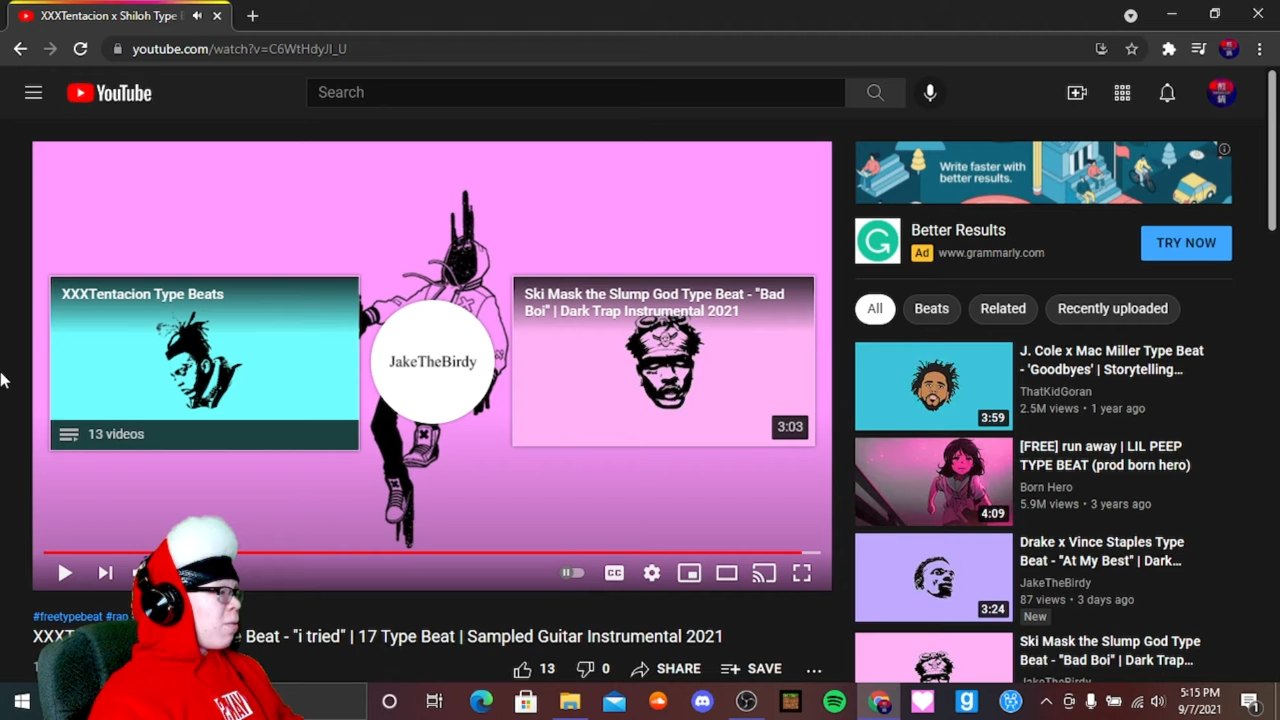 XXXTentacion x Shiloh Type B
youtube.com/watch?v=C6WtHdyJI_U
YouTube
Search
XXXTentacion Type Beats
13 videos
JakeTheBirdy
Ski Mask the Slump God Type Beat - "Bad
Boi" | Dark Trap Instrumental 2021
3:03
CC
#freetypebeat #rap
XXXT
Beat - "i tried" | 17 Type Beat | Sampled Guitar Instrumental 2021
13
0
SHARE
SAVE
Write faster with
better results.
Better Results
Ad
www.grammarly.com
TRY NOW
All
Beats
Related
Recently uploaded
J. Cole x Mac Miller Type Beat
- 'Goodbyes' | Storytelling...
ThatKidGoran
2.5M views • 1 year ago
3:59
[FREE] run away | LIL PEEP
TYPE BEAT (prod born hero)
Born Hero
5.9M views • 3 years ago
4:09
Drake x Vince Staples Type
Beat - "At My Best" | Dark...
JakeTheBirdy
87 views • 3 days ago
New
3:24
Ski Mask the Slump God Type
Beat - "Bad Boi" | Dark Trap...
JakeTheBirdy
5:15 PM
9/7/2021